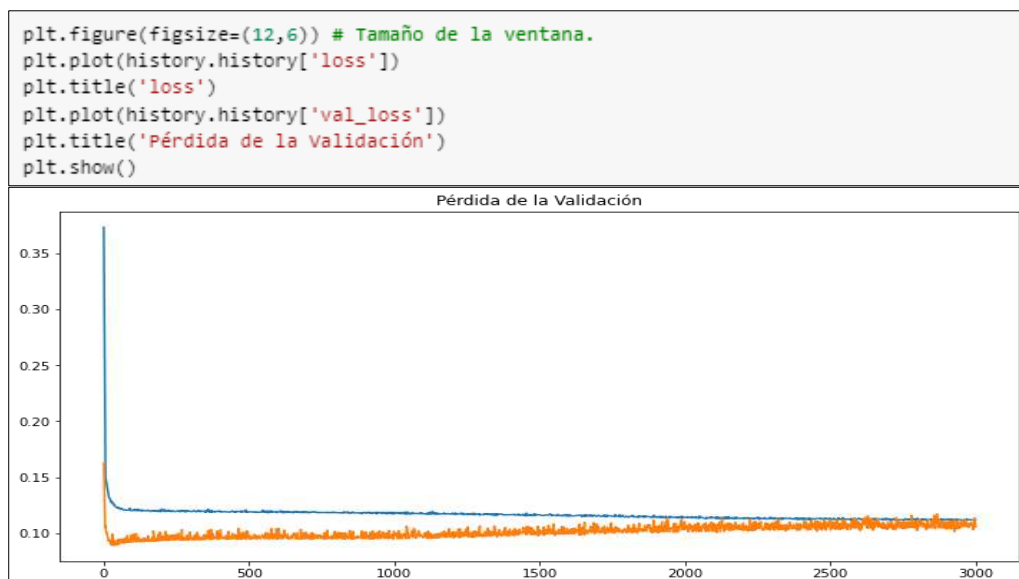 plt.figure(figsize=(12,6)) # Tamaño de la ventana.
plt.plot(history.history['loss'])
plt.title('loss')
plt.plot(history.history['val_loss'])
plt.title('Pérdida de la Validación')
plt.show()
Pérdida de la Validación
0.35
0.30
0.25
0.20
0.15
0.10
0 500 1000 1500 2000 2500 3000